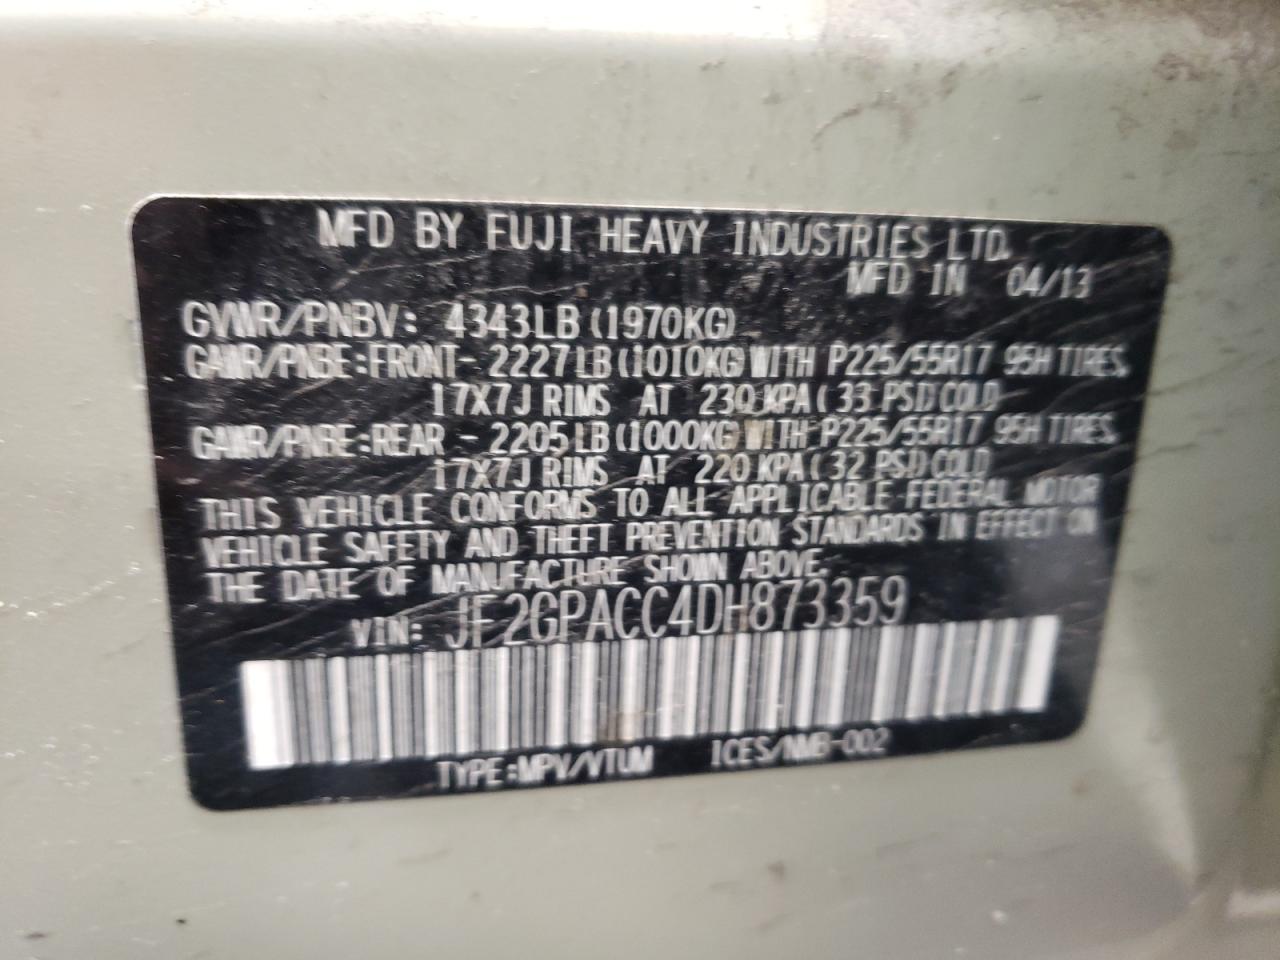 MFD BY FUJI HEAVY INDUSTRIES LTD.
MFD IN 04/13
GVWR/PNBV: 4343LB (1970KG)
GAWR/PNBE:FRONT- 2227LB (1010KG) WITH P225/55R17 95H TIRES.
17X7J RIMS AT 230 KPA ( 33 PSI) COLD
GAWR/PNBE:REAR - 2205LB (1000KG) WITH P225/55R17 95H TIRES.
17X7J RIMS AT 220 KPA ( 32 PSI) COLD
THIS VEHICLE CONFORMS TO ALL APPLICABLE FEDERAL MOTOR
VEHICLE SAFETY AND THEFT PREVENTION STANDARDS IN EFFECT ON
THE DATE OF MANUFACTURE SHOWN ABOVE.
VIN: JF2GPACC4DH873359
TYPE:MPV/VTUM ICES/NMB-002